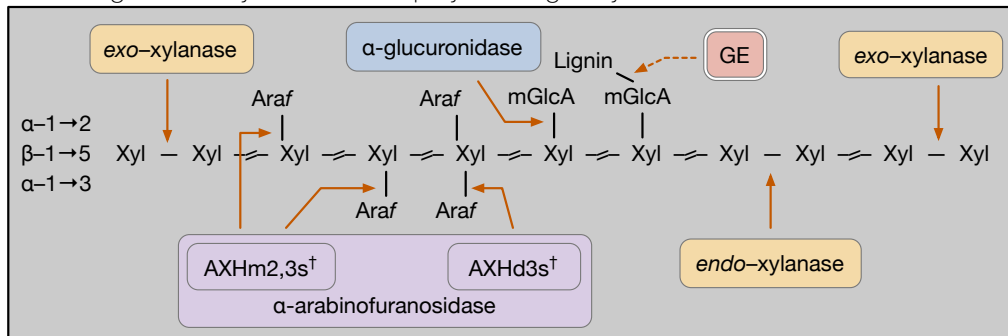 exo–xylanase
α-glucuronidase
Lignin
GE
exo–xylanase
Araf
Araf
mGlcA
mGlcA
α–1→2
β–1→5 Xyl Xyl Xyl Xyl Xyl Xyl Xyl Xyl Xyl Xyl Xyl
α–1→3
Araf
Araf
AXHm2,3s†
AXHd3s†
endo–xylanase
α-arabinofuranosidase